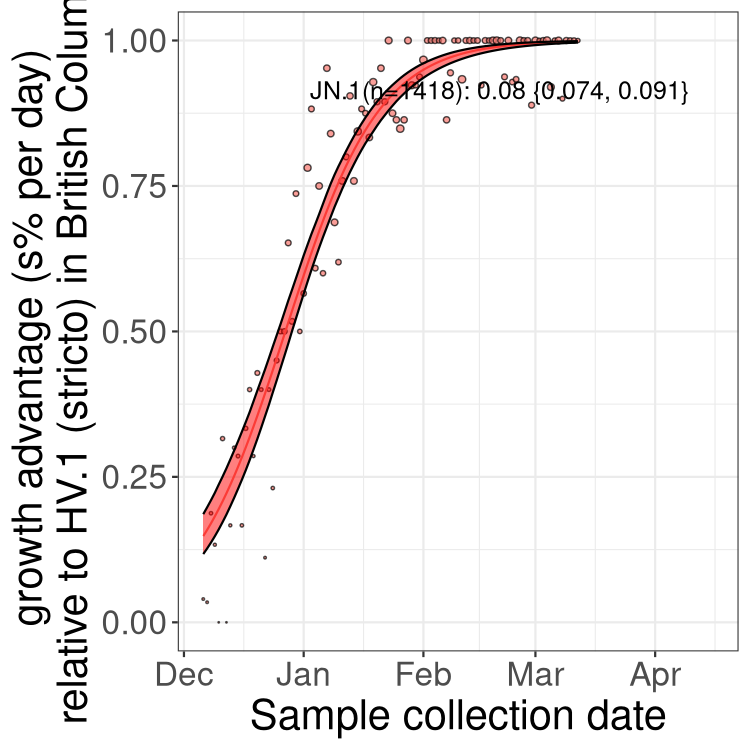 growth advantage (s% per day)
relative to HV.1 (stricto) in British Colum
1.00
0.75
0.50
0.25
0.00
JN.1(n=1418): 0.08 {0.074, 0.091}
Dec Jan Feb Mar Apr
Sample collection date